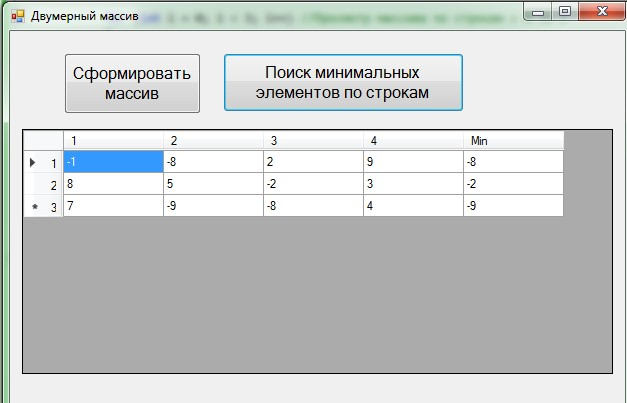 Двумерный массив
Сформировать
массив
Поиск минимальных
элементов по строкам
1 2 3 4 Min
1 -1 -8 2 9 -8
2 8 5 -2 3 -2
* 3 7 -9 -8 4 -9